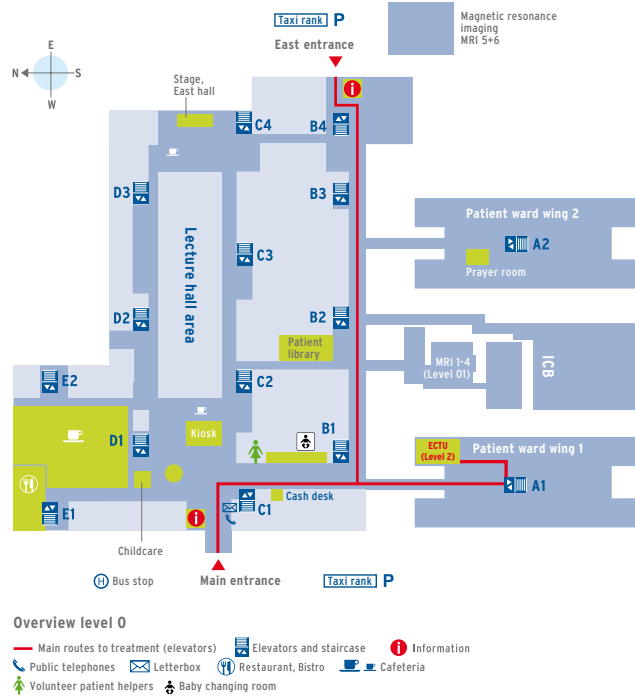 Taxi rank P
East entrance
Magnetic resonance
imaging
MRI 5+6
E
N
S
W
Stage,
East hall
i
C4
B4
D3
B3
Patient ward wing 2
A2
C3
Prayer room
Lecture hall area
D2
B2
Patient
library
MRI 1-4
(Level 01)
ICB
E2
C2
Kiosk
B1
D1
ECTU
(Level 2)
Patient ward wing 1
A1
Cash desk
E1
i
C1
Childcare
H Bus stop
Main entrance
Taxi rank P
Overview level 0
Main routes to treatment (elevators)
Elevators and staircase
i Information
Public telephones
Letterbox
Restaurant, Bistro
Cafeteria
Volunteer patient helpers
Baby changing room